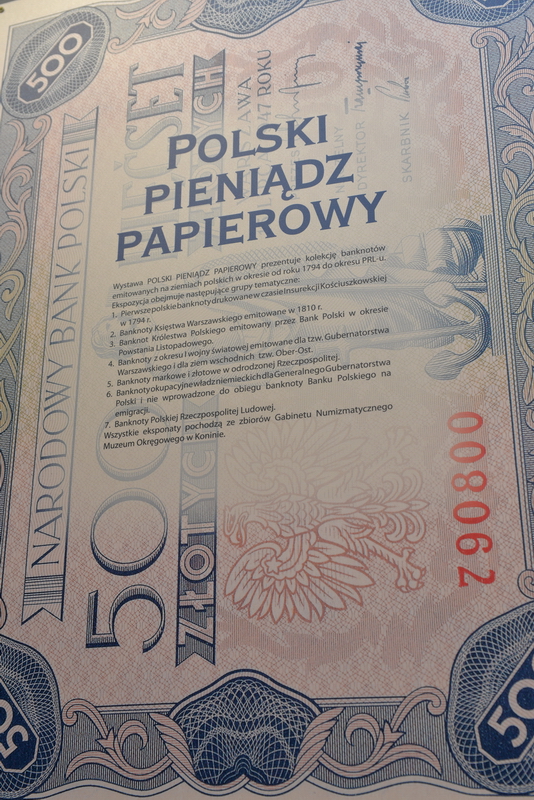 500
POLSKI
PIENIĄDZ
PAPIEROWY
Wystawa POLSKI PIENIĄDZ PAPIEROWY prezentuje kolekcję banknotów
emitowanych na ziemiach polskich w okresie od roku 1794 do okresu PRL-u.
Ekspozycja obejmuje następujące grupy tematyczne:
1. Pierwsze polskie banknoty drukowane w czasie Insurekcji Kościuszkowskiej
w 1794 r.
2. Banknoty Księstwa Warszawskiego emitowane w 1810 r.
3. Banknot Królestwa Polskiego emitowany przez Bank Polski w okresie
Powstania Listopadowego.
4. Banknoty z okresu I wojny światowej emitowane dla tzw. Gubernatorstwa
Warszawskiego i dla ziem wschodnich tzw. Ober-Ost.
5. Banknoty markowe i złotowe w odrodzonej Rzeczpospolitej.
6. Banknoty okupacyjne władz niemieckich dla Generalnego Gubernatorstwa
Polski i nie wprowadzone do obiegu banknoty Banku Polskiego na
emigracji.
7. Banknoty Polskiej Rzeczpospolitej Ludowej.
Wszystkie eksponaty pochodzą ze zbiorów Gabinetu Numizmatycznego
Muzeum Okręgowego w Koninie.
NARODOWY BANK POLSKI
500
ZŁOTYCH
47 ROKU
DYREKTOR
SKARBNIK
Z 60800
500
500